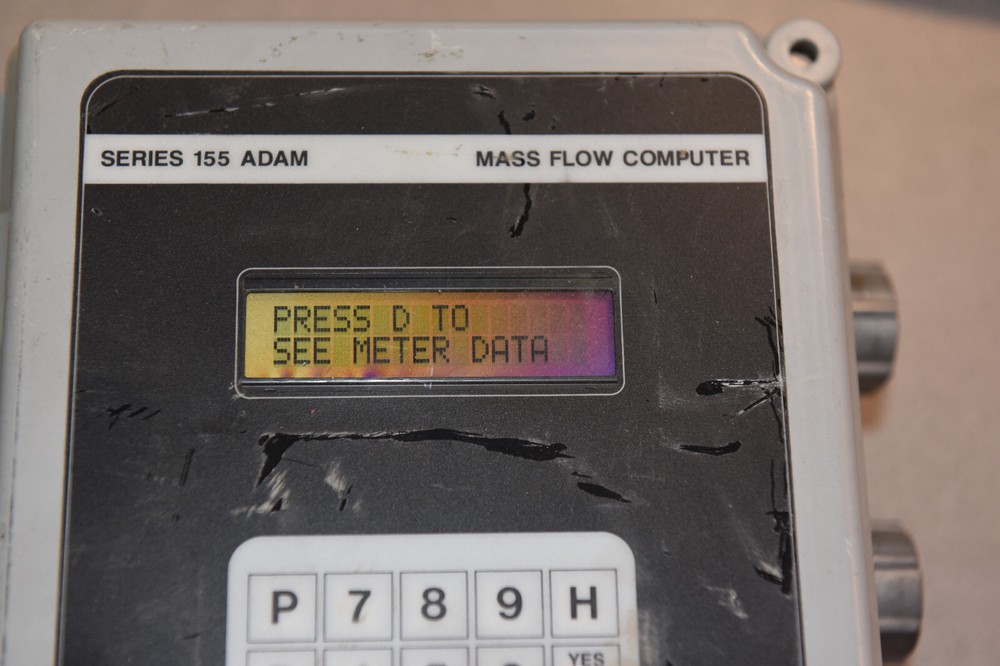 SERIES 155 ADAM MASS FLOW COMPUTER
PRESS D TO
SEE METER DATA
P 7 8 9 H
YES